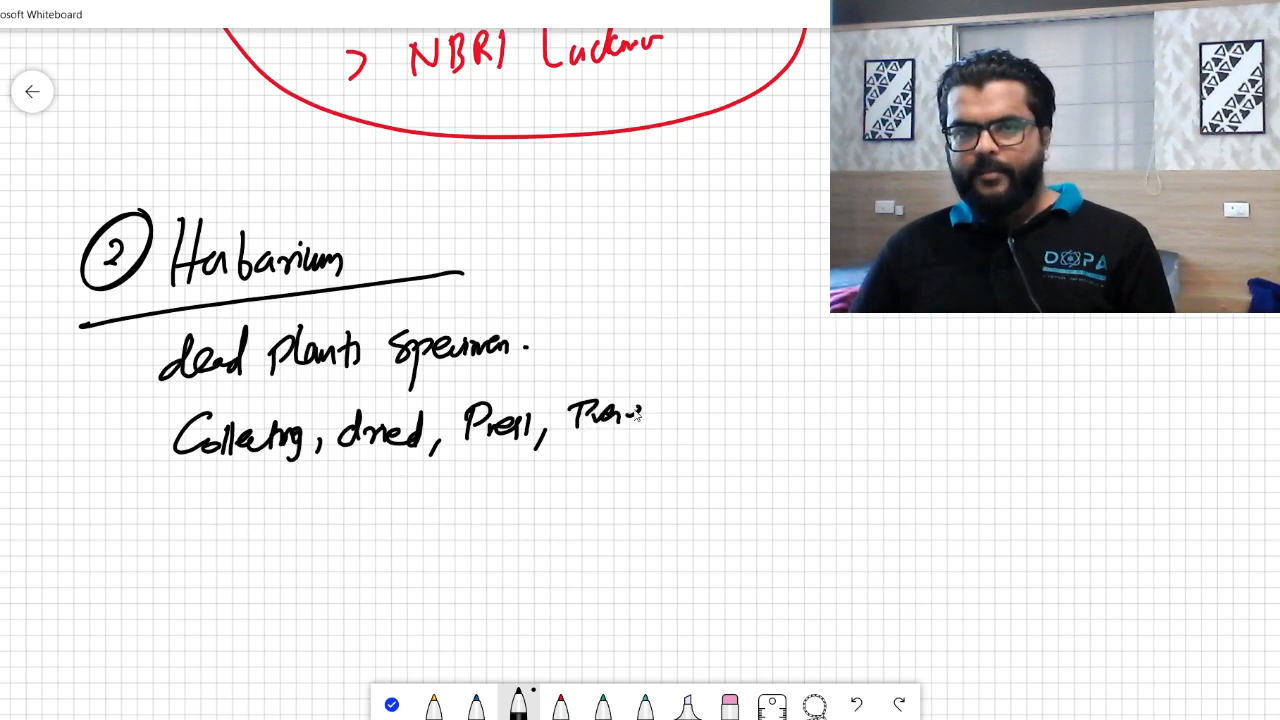 osoft Whiteboard
> NBRI Lucknow
2 Herbarium
dead plants specimen.
Collecting, dried, Press,
DOPA